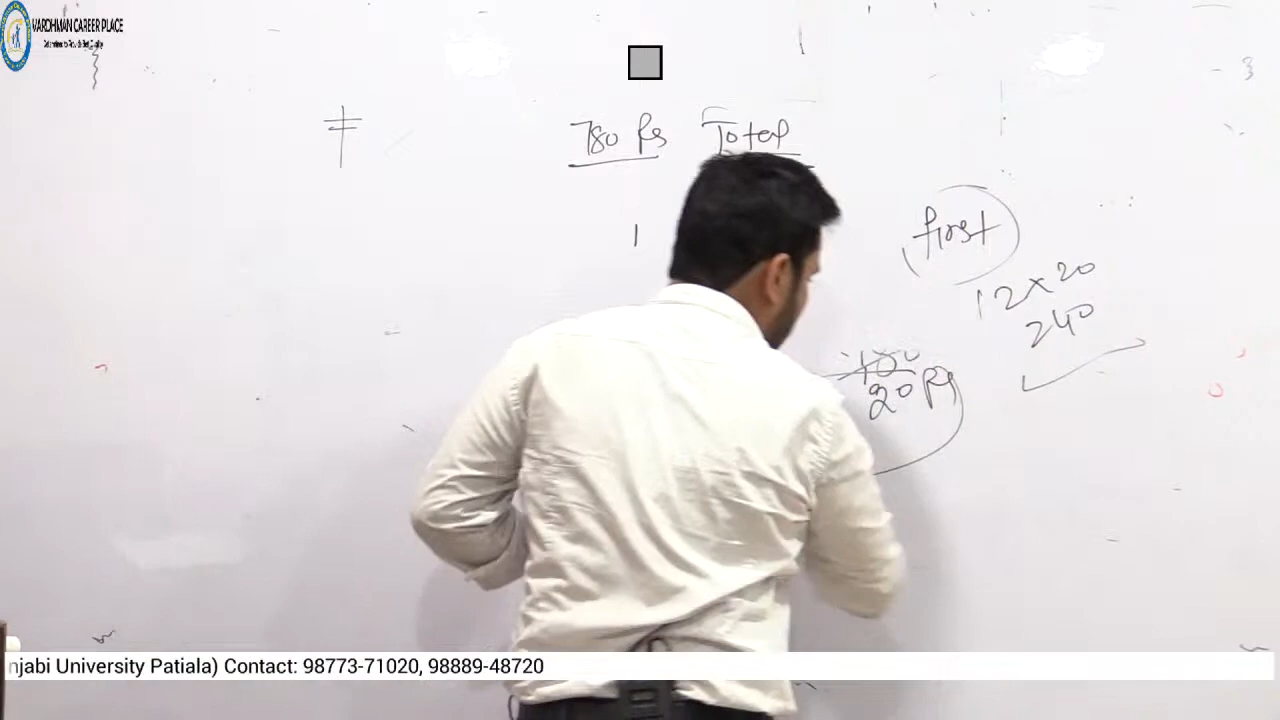 VARDHMAN CAREER PLACE
780 Rs Total
1
first
12 x 20
240
20 Rs
njabi University Patiala) Contact: 98773-71020, 98889-48720